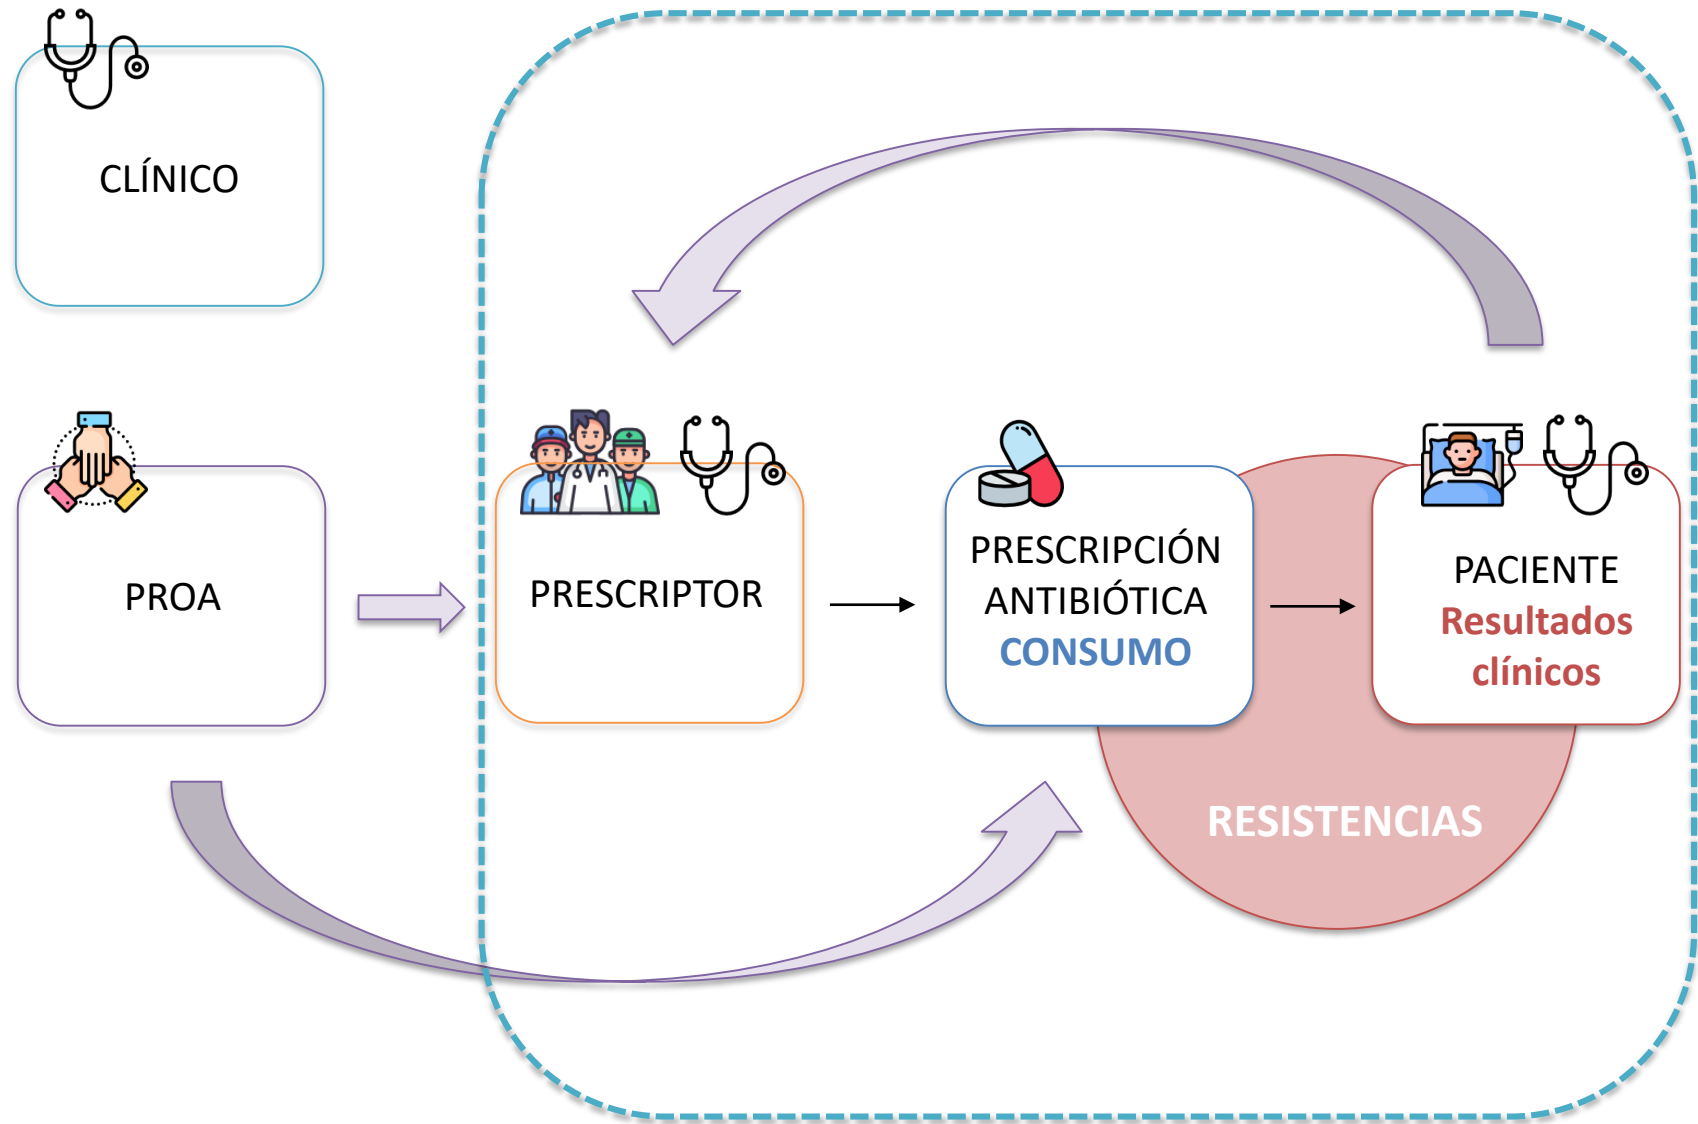 CLÍNICO
PROA
PRESCRIPTOR
PRESCRIPCIÓN
ANTIBIÓTICA
CONSUMO
PACIENTE
Resultados
clínicos
RESISTENCIAS